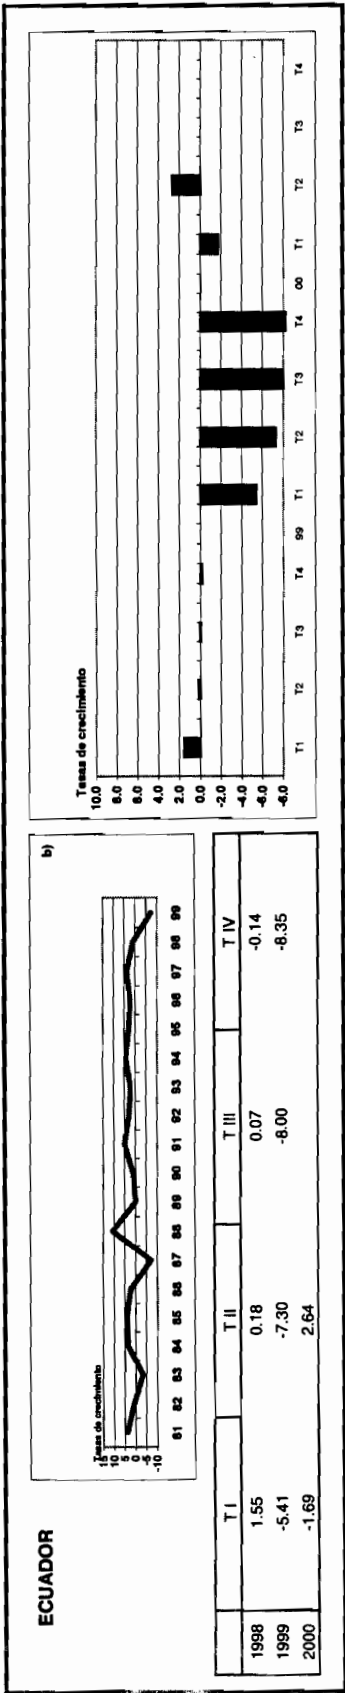 ECUADOR
b)
Tasas de crecimiento
15
10
5
0
-5
-10
81 82 83 84 85 86 87 88 89 90 91 92 93 94 95 96 97 98 99
T I T II T III T IV
1998 1.55 0.18 0.07 -0.14
1999 -5.41 -7.30 -8.00 -8.35
2000 -1.69 2.64
Tasas de crecimiento
10.0
8.0
6.0
4.0
2.0
0.0
-2.0
-4.0
-6.0
-8.0
T1 T2 T3 T4 99 T1 T2 T3 T4 00 T1 T2 T3 T4